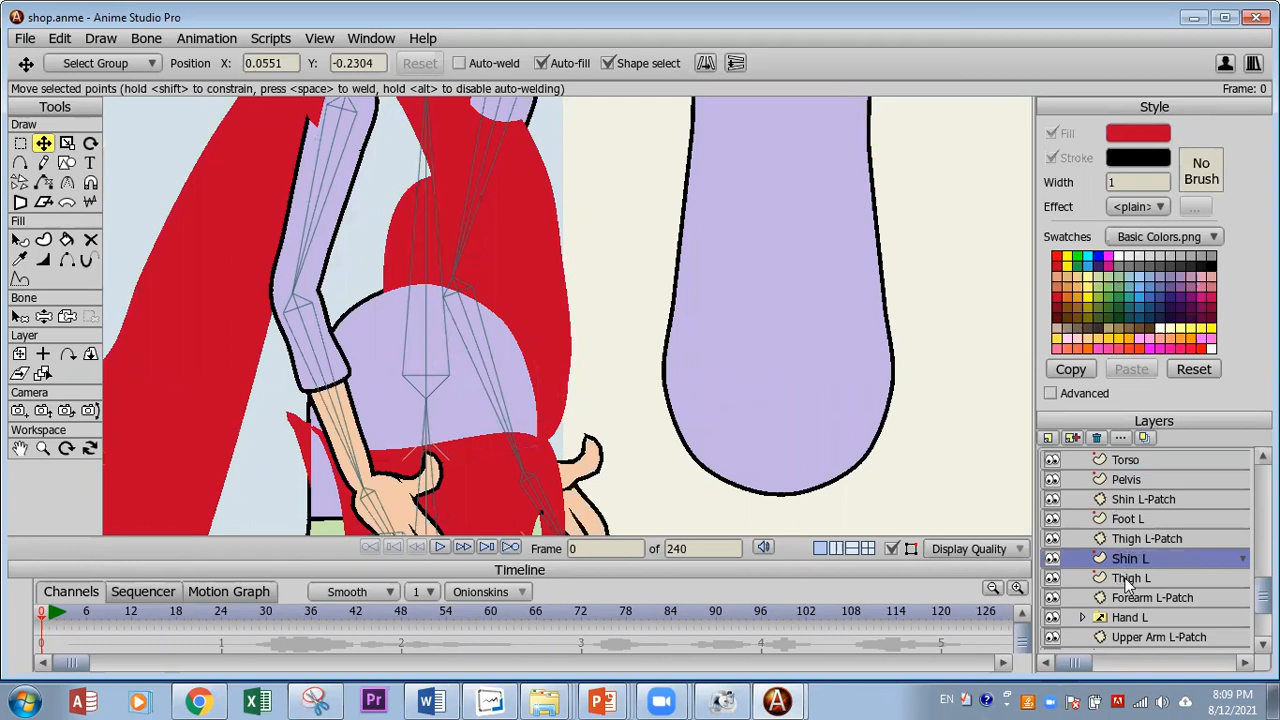 shop.anme - Anime Studio Pro
File Edit Draw Bone Animation Scripts View Window Help
Select Group Position X: 0.0551 Y: -0.2304 Reset Auto-weld Auto-fill Shape select
Move selected points (hold <shift> to constrain, press <space> to weld, hold <alt> to disable auto-welding) Frame: 0
Tools
Draw
T
Fill
Bone
Layer
Camera
Workspace
Style
Fill
Stroke
No Brush
Width 1
Effect <plain> ...
Swatches Basic Colors.png
Copy Paste Reset
Advanced
Layers
Torso
Pelvis
Shin L-Patch
Foot L
Thigh L-Patch
Shin L
Thigh L
Forearm L-Patch
Hand L
Upper Arm L-Patch
Frame 0 of 240 Display Quality
Timeline
Channels Sequencer Motion Graph Smooth 1 Onionskins
0 6 12 18 24 30 36 42 48 54 60 66 72 78 84 90 96 102 108 114 120 126
0 1 2 3 4 5
EN
8:09 PM
8/12/2021